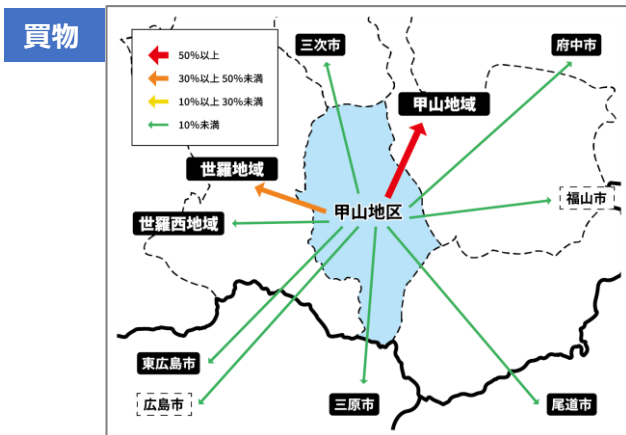 買物
50%以上
30%以上 50%未満
10%以上 30%未満
10%未満
三次市
府中市
甲山地域
世羅地域
福山市
甲山地区
世羅西地域
東広島市
広島市
三原市
尾道市